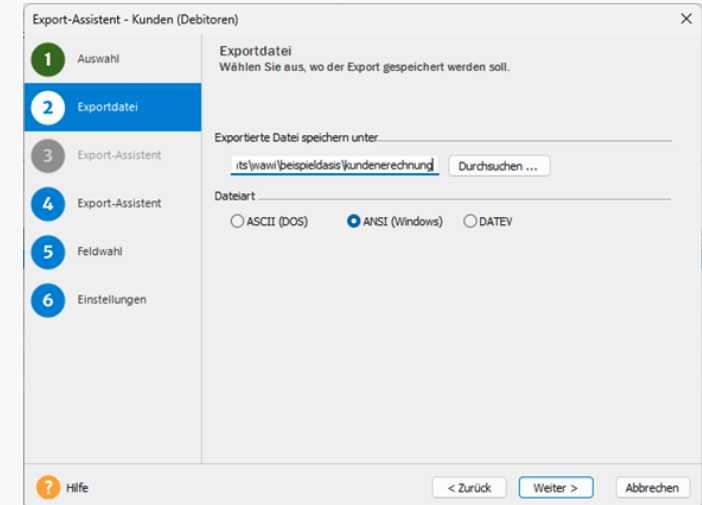 Export-Assistent - Kunden (Debitoren)
1 Auswahl
2 Exportdatei
3 Export-Assistent
4 Export-Assistent
5 Feldwahl
6 Einstellungen
Exportdatei
Wählen Sie aus, wo der Export gespeichert werden soll.
Exportierte Datei speichern unter
ıts\wawi\beispieldasis\kundenerechnung
Durchsuchen ...
Dateiart
ASCII (DOS) ANSI (Windows) DATEV
? Hilfe
< Zurück Weiter > Abbrechen